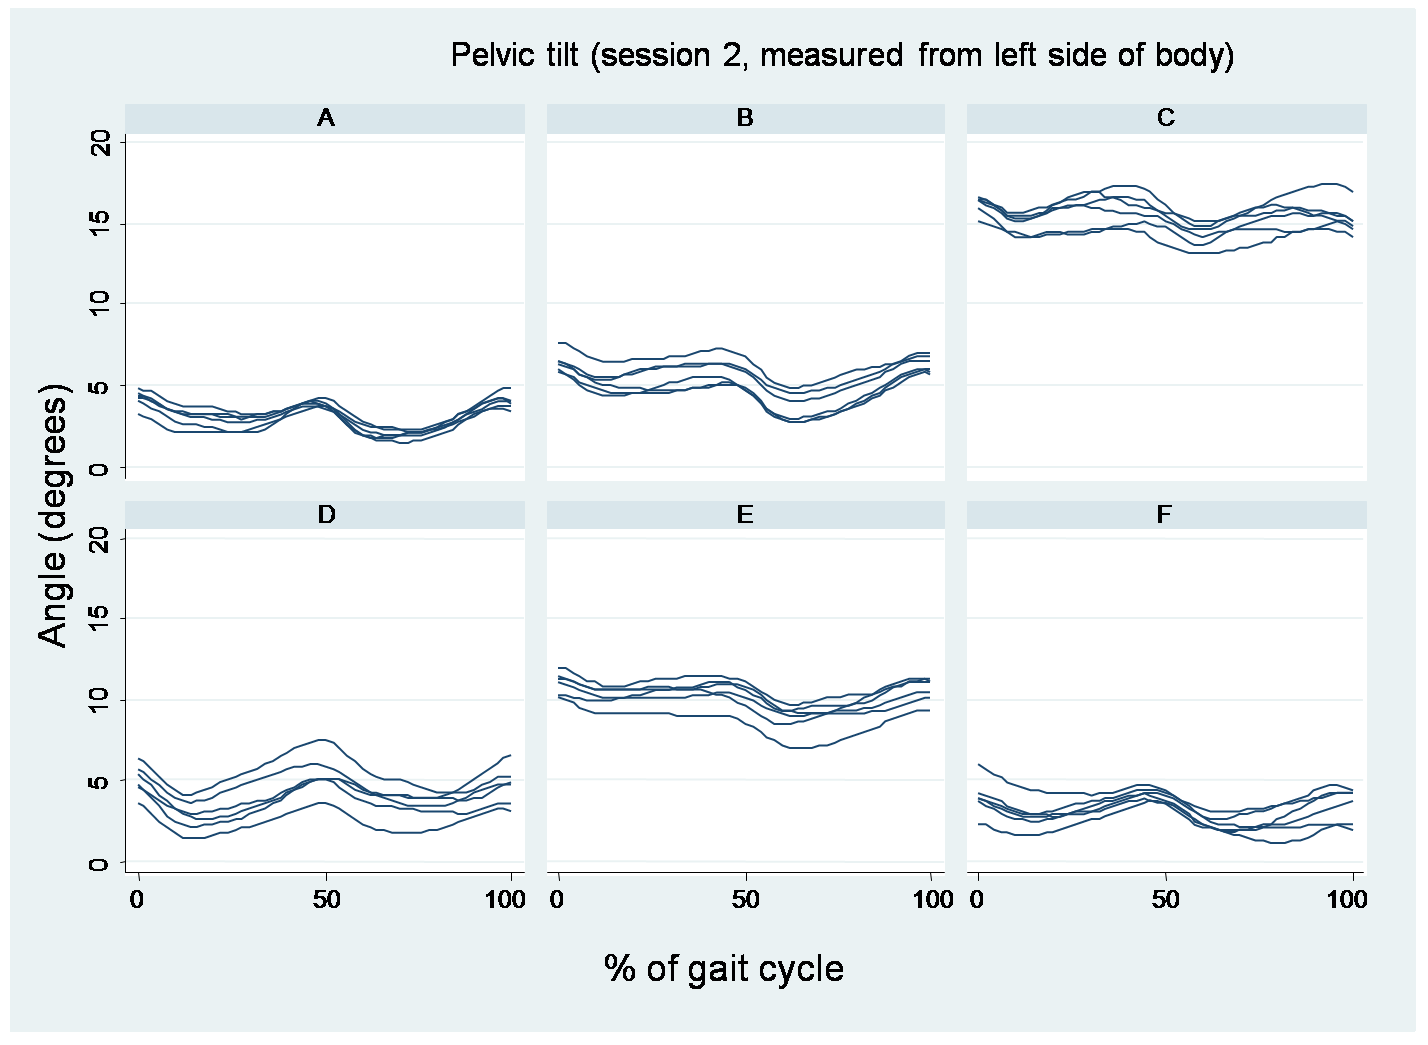 Pelvic tilt (session 2, measured from left side of body)
A B C
20
15
10
5
0
D E F
20
15
10
5
0
Angle (degrees)
0 50 100 0 50 100 0 50 100
% of gait cycle